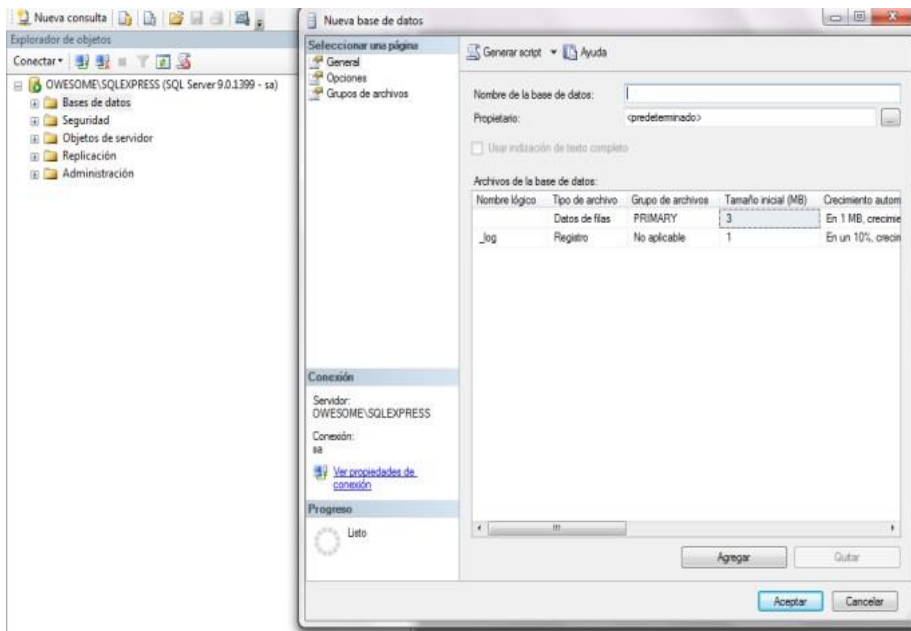 Nueva consulta
Explorador de objetos
Conectar
OWESOME\SQLEXPRESS (SQL Server 9.0.1399 - sa)
Bases de datos
Seguridad
Objetos de servidor
Replicación
Administración
Nueva base de datos
Seleccionar una página
General
Opciones
Grupos de archivos
Generar script
Ayuda
Nombre de la base de datos:
Propietario:
<predeterminado>
...
Usar indización de texto completo
Archivos de la base de datos:
Nombre lógico Tipo de archivo Grupo de archivos Tamaño inicial (MB) Crecimiento autom
Datos de filas PRIMARY 3 En 1 MB, crecimie
_log Registro No aplicable 1 En un 10%, crecin
Conexión
Servidor:
OWESOME\SQLEXPRESS
Conexión:
sa
Ver propiedades de
conexión
Progreso
Listo
Agregar
Quitar
Aceptar
Cancelar